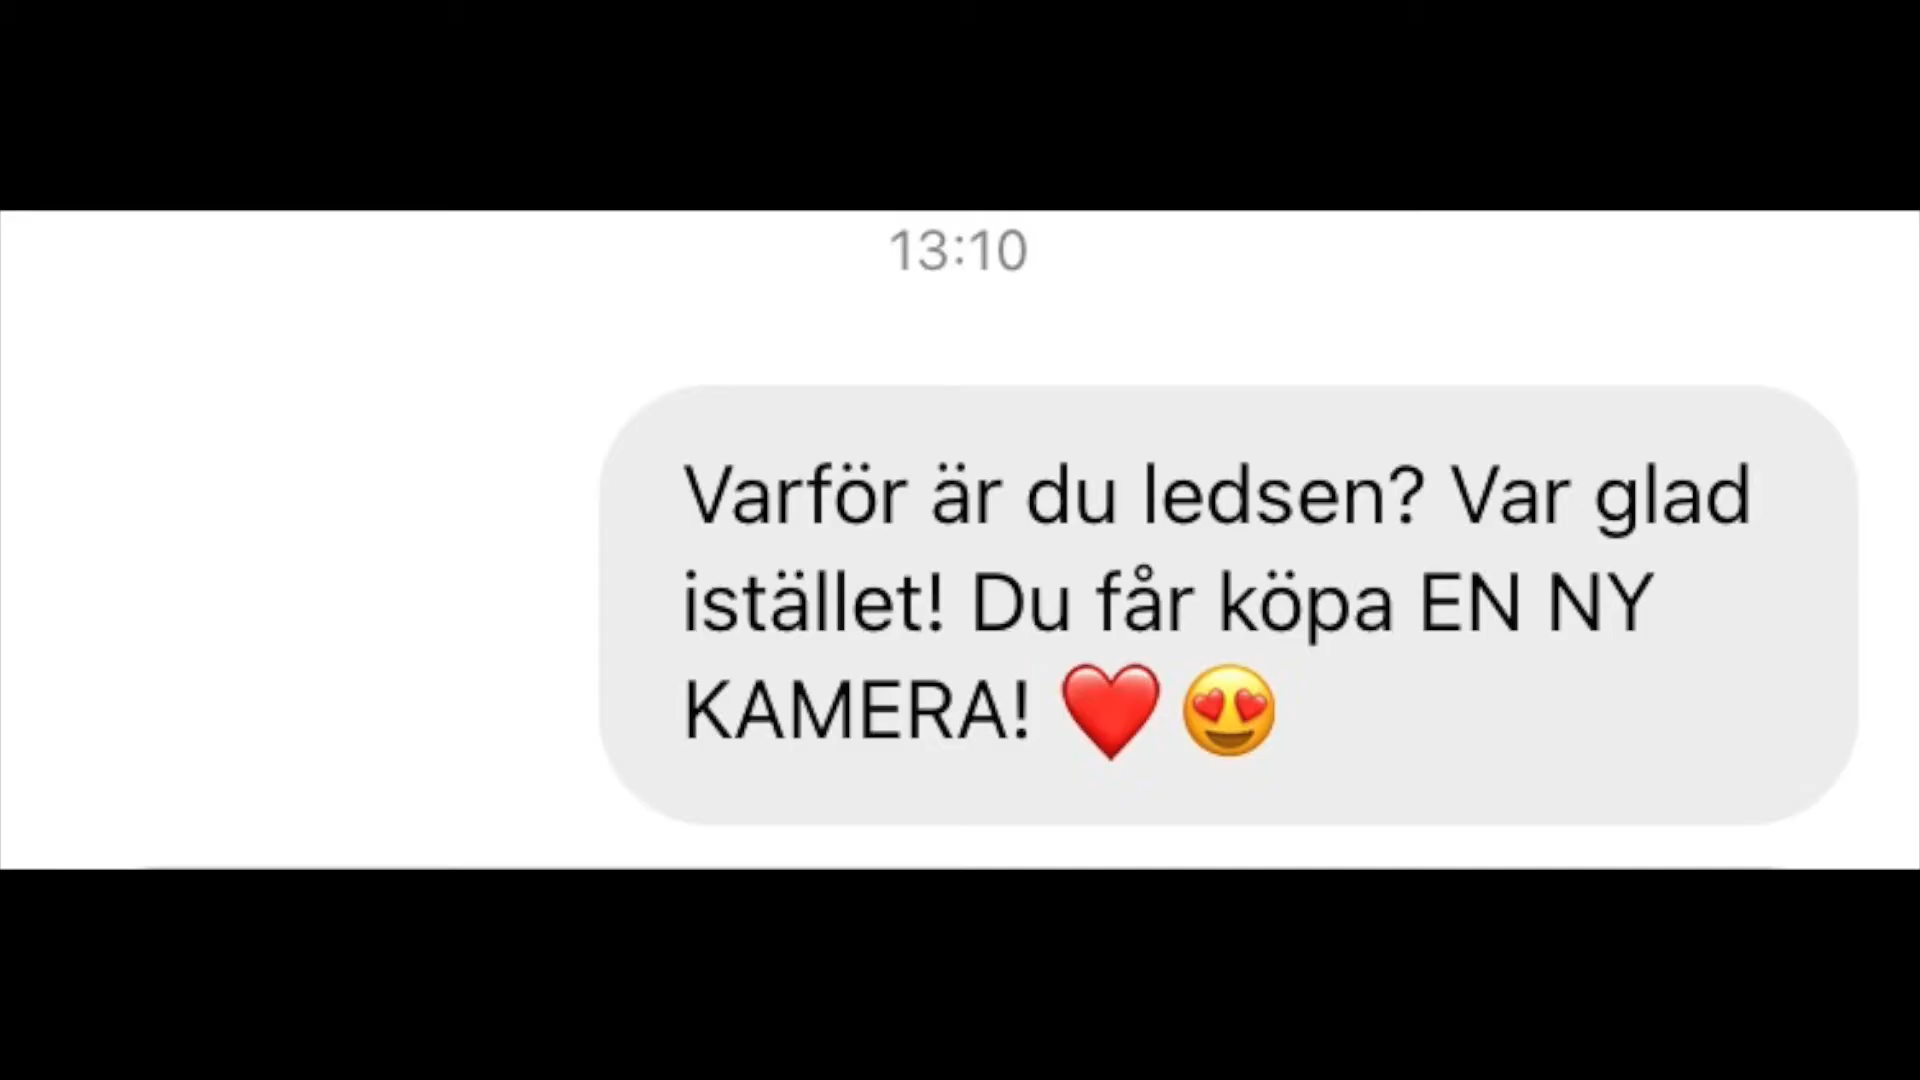 13:10
Varför är du ledsen? Var glad
istället! Du får köpa EN NY
KAMERA! ❤️ 😍